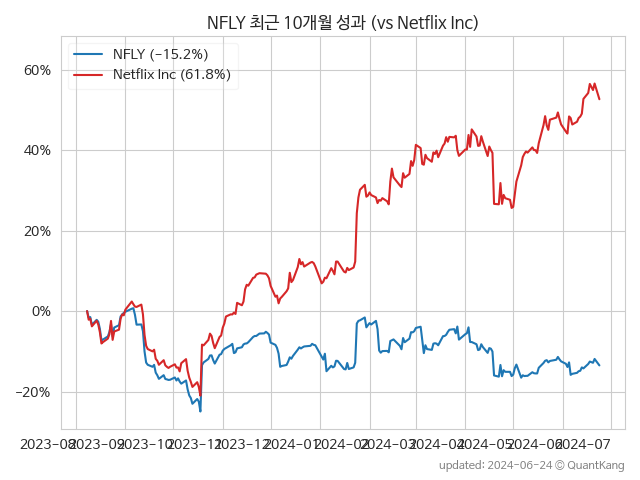 NFLY 최근 10개월 성과 (vs Netflix Inc)
NFLY (-15.2%)
Netflix Inc (61.8%)
60%
40%
20%
0%
−20%
2023-08 2023-09 2023-10 2023-11 2023-12 2024-01 2024-02 2024-03 2024-04 2024-05 2024-06 2024-07
updated: 2024-06-24 © QuantKang